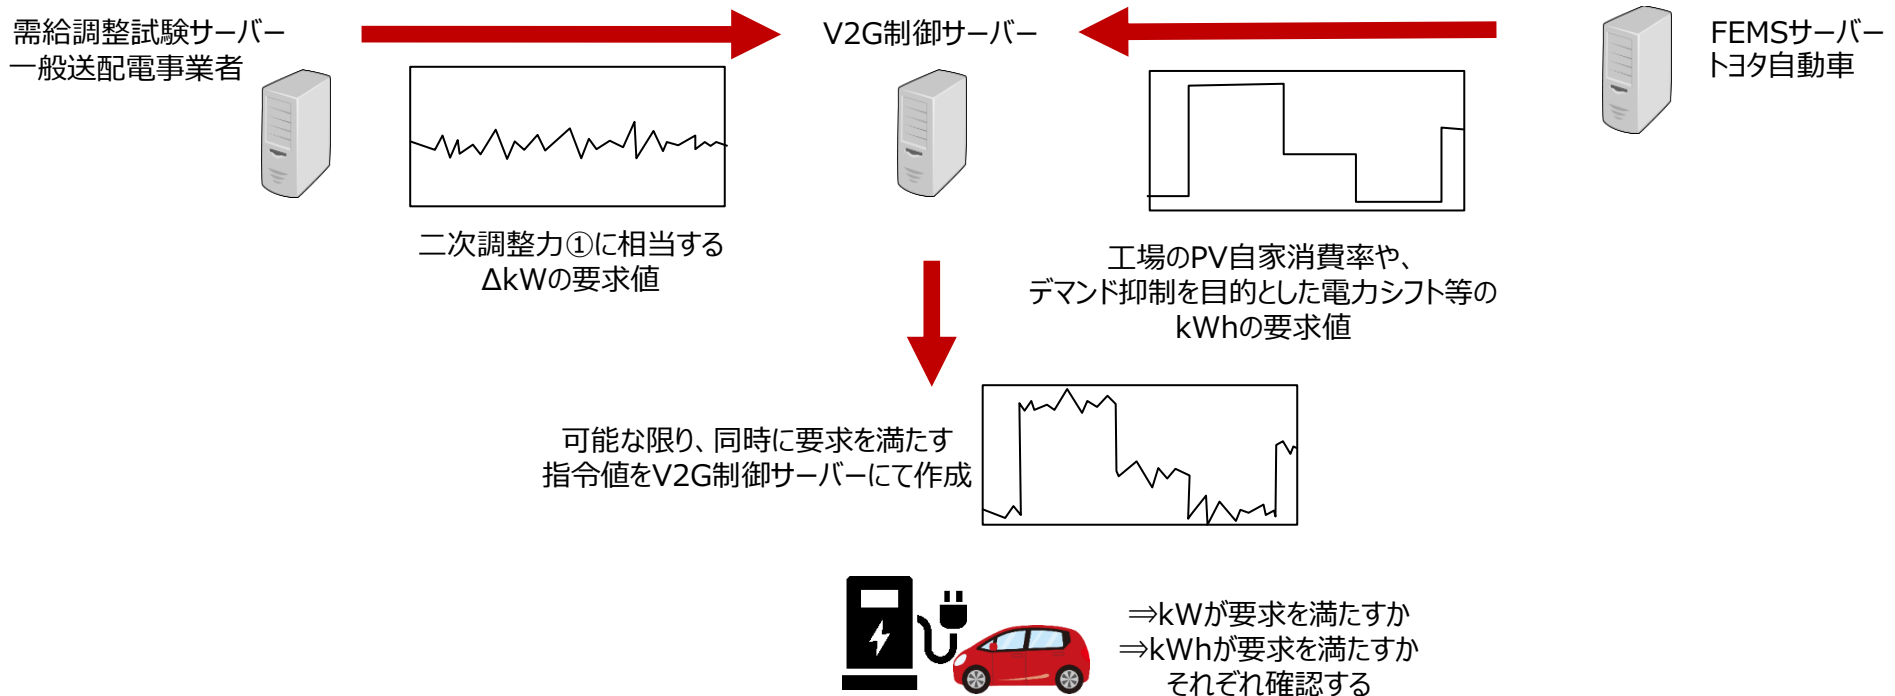 需給調整試験サーバー
一般送配電事業者
V2G制御サーバー
FEMSサーバー
トヨタ自動車
二次調整力①に相当する
ΔkWの要求値
工場のPV自家消費率や、
デマンド抑制を目的とした電力シフト等の
kWhの要求値
可能な限り、同時に要求を満たす
指令値をV2G制御サーバーにて作成
⇒kWが要求を満たすか
⇒kWhが要求を満たすか
それぞれ確認する